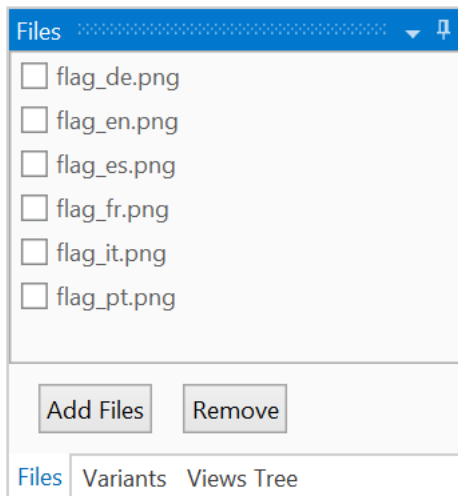 Files
flag_de.png
flag_en.png
flag_es.png
flag_fr.png
flag_it.png
flag_pt.png
Add Files Remove
Files Variants Views Tree